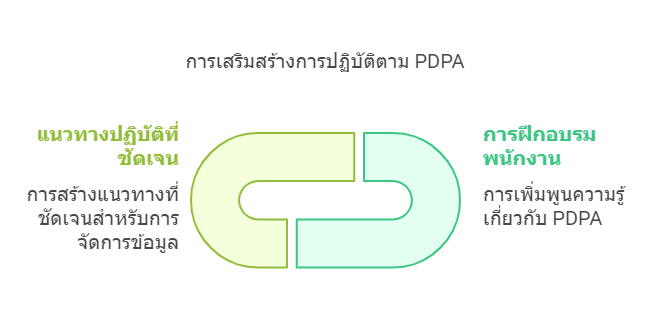 การเสริมสร้างการปฏิบัติตาม PDPA
แนวทางปฏิบัติที่
ชัดเจน
การสร้างแนวทางที่
ชัดเจนสำหรับการ
จัดการข้อมูล
การฝึกอบรม
พนักงาน
การเพิ่มพูนความรู้
เกี่ยวกับ PDPA